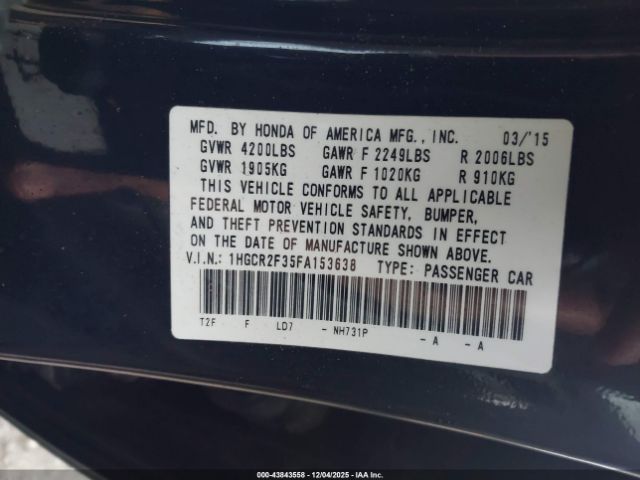 MFD. BY HONDA OF AMERICA MFG., INC. 03/'15
GVWR 4200LBS GAWR F 2249LBS R 2006LBS
GVWR 1905KG GAWR F 1020KG R 910KG
THIS VEHICLE CONFORMS TO ALL APPLICABLE
FEDERAL MOTOR VEHICLE SAFETY, BUMPER,
AND THEFT PREVENTION STANDARDS IN EFFECT
ON THE DATE OF MANUFACTURE SHOWN ABOVE.
V.I.N.: 1HGCR2F35FA153638 TYPE: PASSENGER CAR
T2F F LD7 - NH731P - A - A
000-43843558 - 12/04/2025 - IAA Inc.